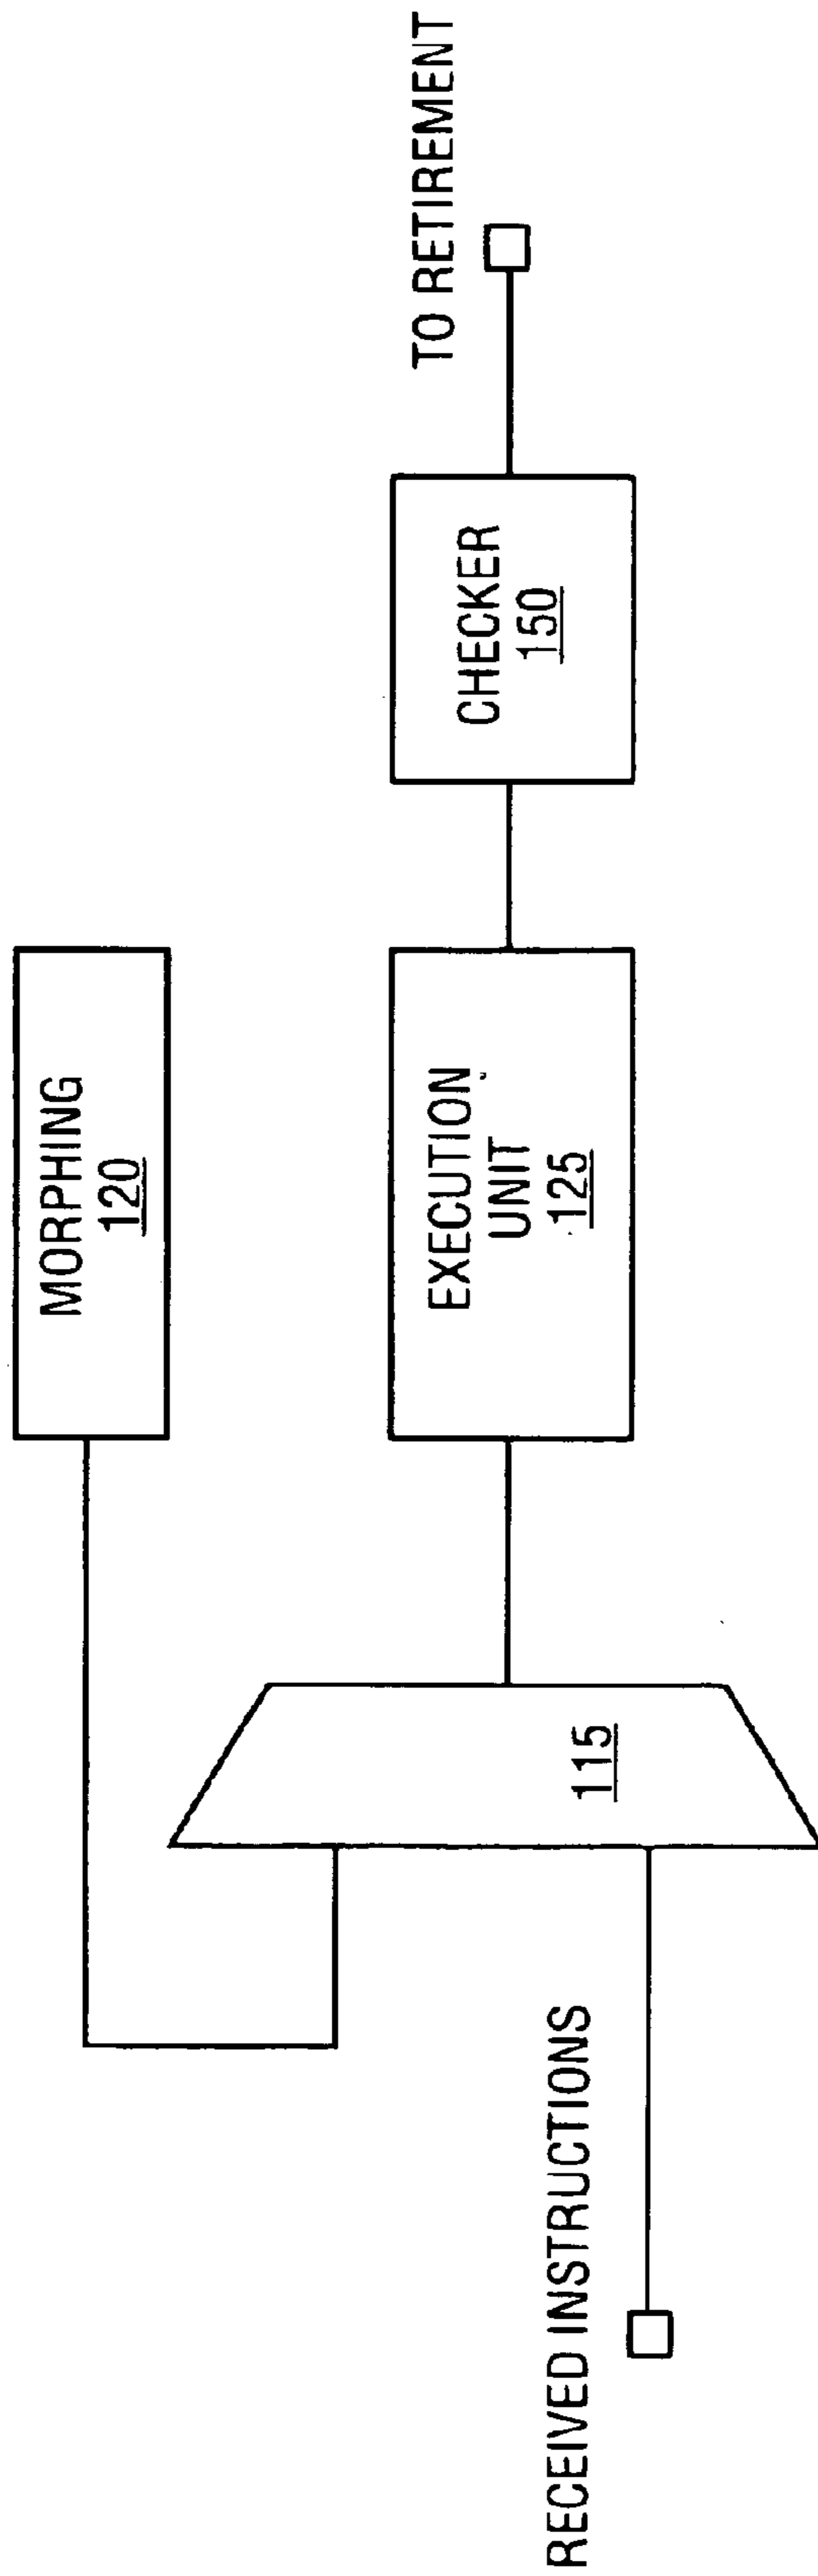 MORPHING
120
TO RETIREMENT
CHECKER
150
EXECUTION
UNIT
125
115
RECEIVED INSTRUCTIONS